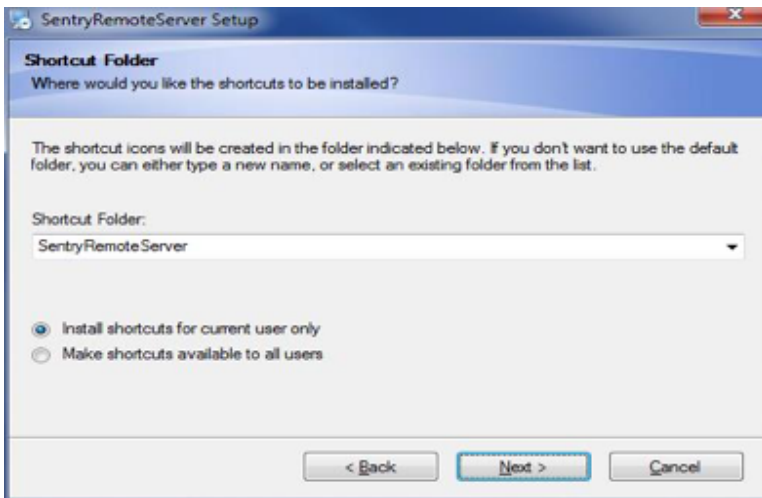 SentryRemoteServer Setup
Shortcut Folder
Where would you like the shortcuts to be installed?
The shortcut icons will be created in the folder indicated below. If you don't want to use the default
folder, you can either type a new name, or select an existing folder from the list.
Shortcut Folder:
SentryRemoteServer
Install shortcuts for current user only
Make shortcuts available to all users
< Back
Next >
Cancel